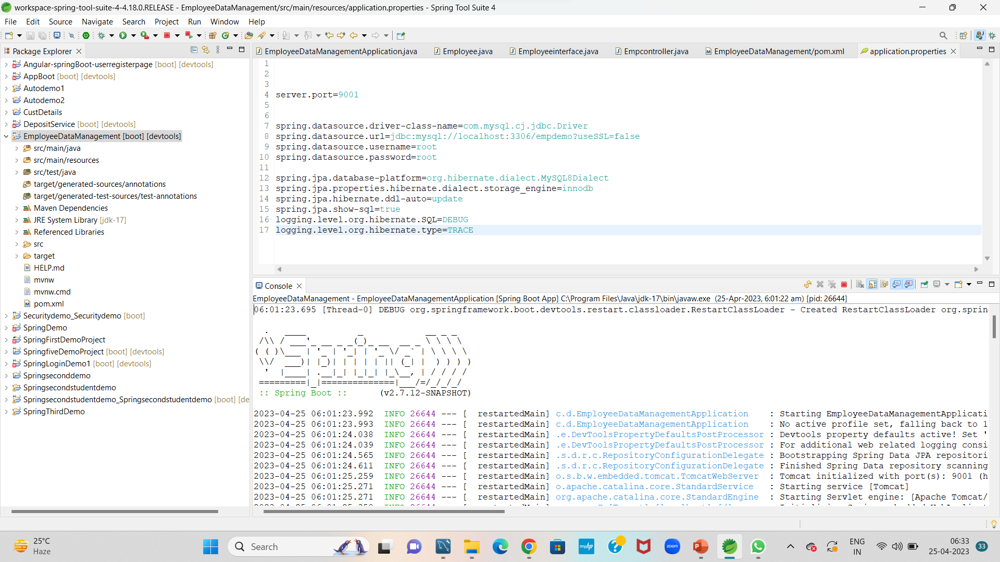 workspace-spring-tool-suite-4-4.18.0.RELEASE - EmployeeDataManagement/src/main/resources/application.properties - Spring Tool Suite 4
File Edit Source Navigate Search Project Run Window Help
Package Explorer
Angular-springBoot-userregisterpage [boot] [devtools]
AppBoot [boot] [devtools]
Autodemo1
Autodemo2
CustDetails
DepositService [boot] [devtools]
EmployeeDataManagement [boot] [devtools]
src/main/java
src/main/resources
src/test/java
target/generated-sources/annotations
target/generated-test-sources/test-annotations
Maven Dependencies
JRE System Library [jdk-17]
Referenced Libraries
src
target
HELP.md
mvnw
mvnw.cmd
pom.xml
Securitydemo_Securitydemo [boot]
SpringDemo
SpringFirstDemoProject
SpringfiveDemoProject [boot] [devtools]
SpringLoginDemo1 [boot] [devtools]
Springseconddemo
Springsecondstudentdemo
Springsecondstudentdemo_Springsecondstudentdemo [boot] [de
SpringThirdDemo
EmployeeDataManagementApplication.java Employee.java Employeeinterface.java Empcontroller.java EmployeeDataManagement/pom.xml application.properties
1
2
3
4 server.port=9001
5
6
7 spring.datasource.driver-class-name=com.mysql.cj.jdbc.Driver
8 spring.datasource.url=jdbc:mysql://localhost:3306/empdemo?useSSL=false
9 spring.datasource.username=root
10 spring.datasource.password=root
11
12 spring.jpa.database-platform=org.hibernate.dialect.MySQL8Dialect
13 spring.jpa.properties.hibernate.dialect.storage_engine=innodb
14 spring.jpa.hibernate.ddl-auto=update
15 spring.jpa.show-sql=true
16 logging.level.org.hibernate.SQL=DEBUG
17 logging.level.org.hibernate.type=TRACE
Console
EmployeeDataManagement - EmployeeDataManagementApplication [Spring Boot App] C:\Program Files\Java\jdk-17\bin\javaw.exe (25-Apr-2023, 6:01:22 am) [pid: 26644]
06:01:23.695 [Thread-0] DEBUG org.springframework.boot.devtools.restart.classloader.RestartClassLoader - Created RestartClassLoader org.sprin
:: Spring Boot :: (v2.7.12-SNAPSHOT)
2023-04-25 06:01:23.992 INFO 26644 --- [ restartedMain] c.d.EmployeeDataManagementApplication : Starting EmployeeDataManagementApplicati
2023-04-25 06:01:23.993 INFO 26644 --- [ restartedMain] c.d.EmployeeDataManagementApplication : No active profile set, falling back to 1
2023-04-25 06:01:24.038 INFO 26644 --- [ restartedMain] .e.DevToolsPropertyDefaultsPostProcessor : Devtools property defaults active! Set '
2023-04-25 06:01:24.039 INFO 26644 --- [ restartedMain] .e.DevToolsPropertyDefaultsPostProcessor : For additional web related logging consi
2023-04-25 06:01:24.565 INFO 26644 --- [ restartedMain] .s.d.r.c.RepositoryConfigurationDelegate : Bootstrapping Spring Data JPA repositori
2023-04-25 06:01:24.611 INFO 26644 --- [ restartedMain] .s.d.r.c.RepositoryConfigurationDelegate : Finished Spring Data repository scanning
2023-04-25 06:01:25.259 INFO 26644 --- [ restartedMain] o.s.b.w.embedded.tomcat.TomcatWebServer : Tomcat initialized with port(s): 9001 (h
2023-04-25 06:01:25.271 INFO 26644 --- [ restartedMain] o.apache.catalina.core.StandardService : Starting service [Tomcat]
2023-04-25 06:01:25.271 INFO 26644 --- [ restartedMain] org.apache.catalina.core.StandardEngine : Starting Servlet engine: [Apache Tomcat/
25°C
Haze
Search
myhp
zoom
ENG
IN
06:33
25-04-2023
33